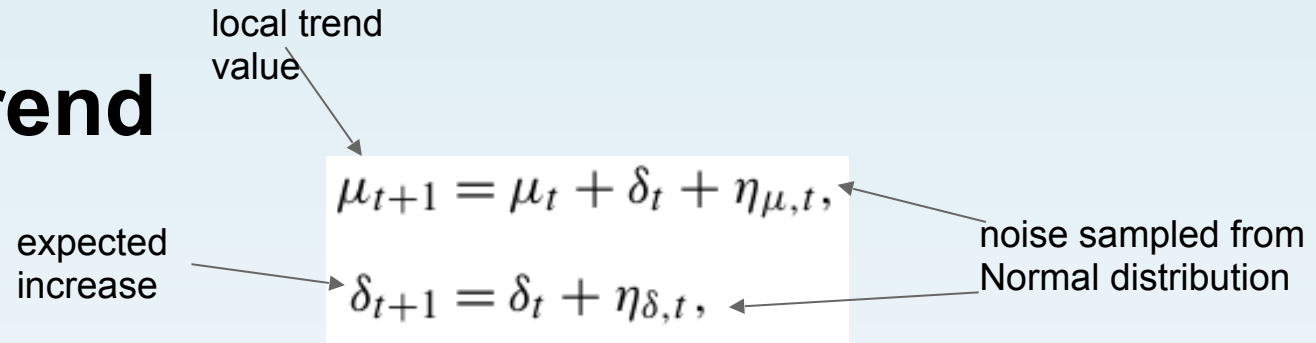 local trend
value
rend
μ_{t+1} = μ_t + δ_t + η_{μ,t},
expected
increase
δ_{t+1} = δ_t + η_{δ,t},
noise sampled from
Normal distribution